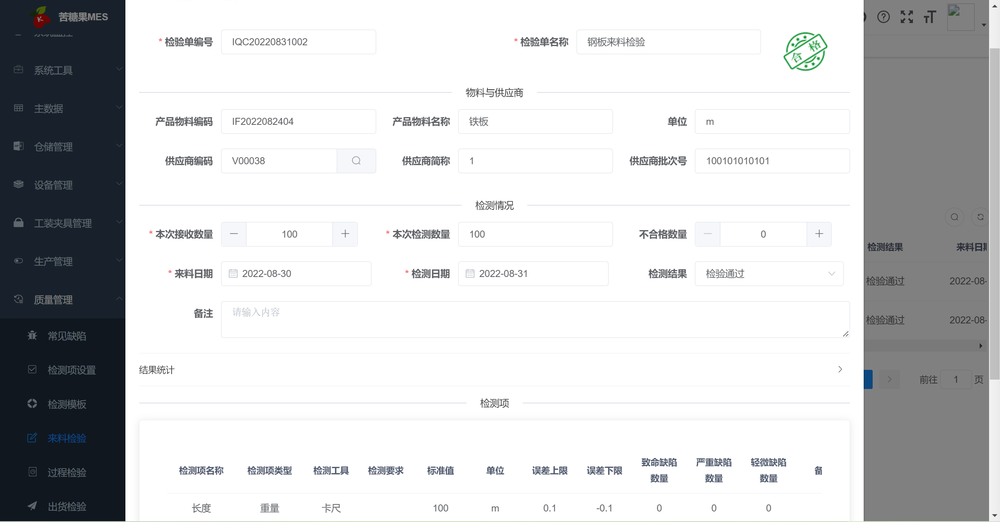 苦糖果MES
系统监控
系统工具
主数据
仓储管理
设备管理
工装夹具管理
生产管理
质量管理
常见缺陷
检测项设置
检测模板
来料检验
过程检验
出货检验
* 检验单编号 IQC20220831002 * 检验单名称 钢板来料检验
合格
物料与供应商
产品物料编码 IF2022082404 产品物料名称 铁板 单位 m
供应商编码 V00038 供应商简称 1 供应商批次号 100101010101
检测情况
* 本次接收数量 100 * 本次检测数量 100 不合格数量 0
* 来料日期 2022-08-30 * 检测日期 2022-08-31 检测结果 检验通过
备注 请输入内容
结果统计
检测项
检测项名称 检测项类型 检测工具 检测要求 标准值 单位 误差上限 误差下限 致命缺陷数量 严重缺陷数量 轻微缺陷数量 备
长度 重量 卡尺 100 m 0.1 -0.1 0 0 0
检测结果 来料日期
检验通过 2022-08-
检验通过 2022-08-
前往 1 页